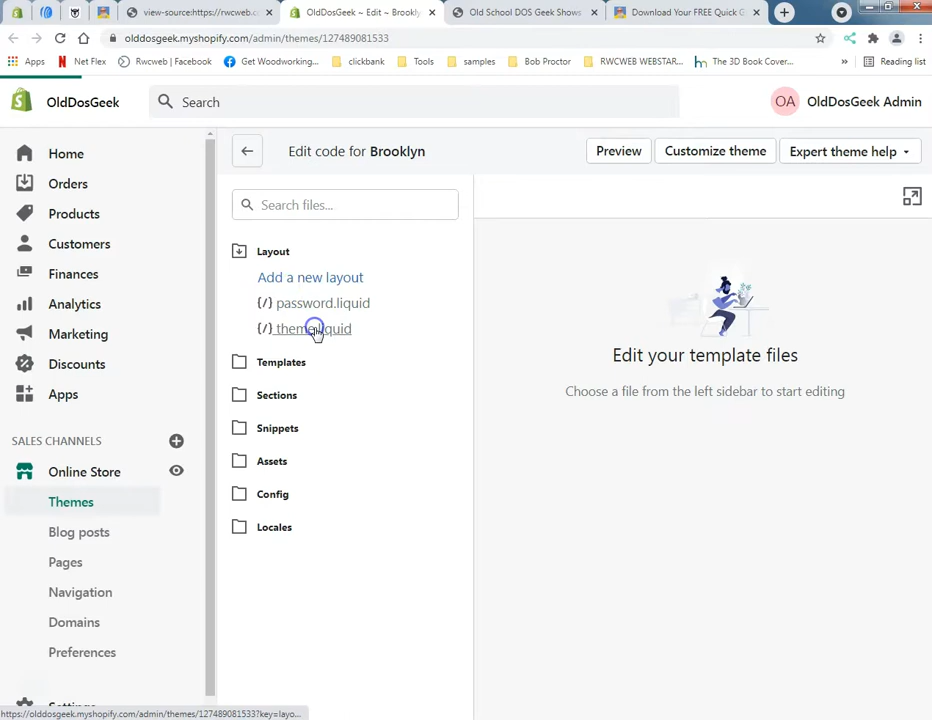 view-source:https://rwcweb.c
OldDosGeek ~ Edit ~ Brookly
Old School DOS Geek Shows
Download Your FREE Quick G
olddosgeek.myshopify.com/admin/themes/127489081533
Apps
Net Flex
Rwcweb | Facebook
Get Woodworking...
clickbank
Tools
samples
Bob Proctor
RWCWEB WEBSTAR...
The 3D Book Cover...
»
Reading list
OldDosGeek
Search
OA
OldDosGeek Admin
Home
Orders
Products
Customers
Finances
Analytics
Marketing
Discounts
Apps
SALES CHANNELS
Online Store
Themes
Blog posts
Pages
Navigation
Domains
Preferences
Edit code for Brooklyn
Preview
Customize theme
Expert theme help
Search files...
Layout
Add a new layout
{/} password.liquid
{/} theme.liquid
Templates
Sections
Snippets
Assets
Config
Locales
Edit your template files
Choose a file from the left sidebar to start editing
https://olddosgeek.myshopify.com/admin/themes/127489081533?key=layo...